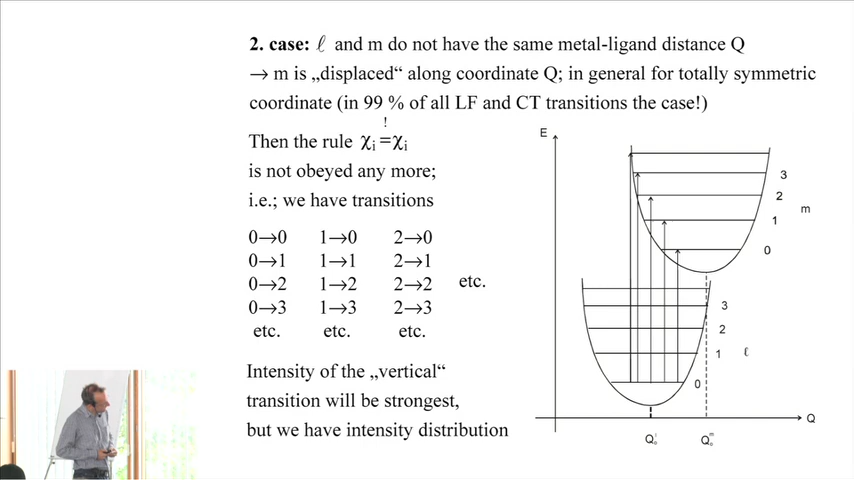 2. case: ℓ and m do not have the same metal-ligand distance Q
→ m is „displaced“ along coordinate Q; in general for totally symmetric
coordinate (in 99 % of all LF and CT transitions the case!)
!
Then the rule χi = χi
is not obeyed any more;
i.e.; we have transitions
0→0 1→0 2→0
0→1 1→1 2→1
0→2 1→2 2→2 etc.
0→3 1→3 2→3
etc. etc. etc.
Intensity of the „vertical“
transition will be strongest,
but we have intensity distribution
E
3
2
m
1
0
3
2
1 ℓ
0
Q